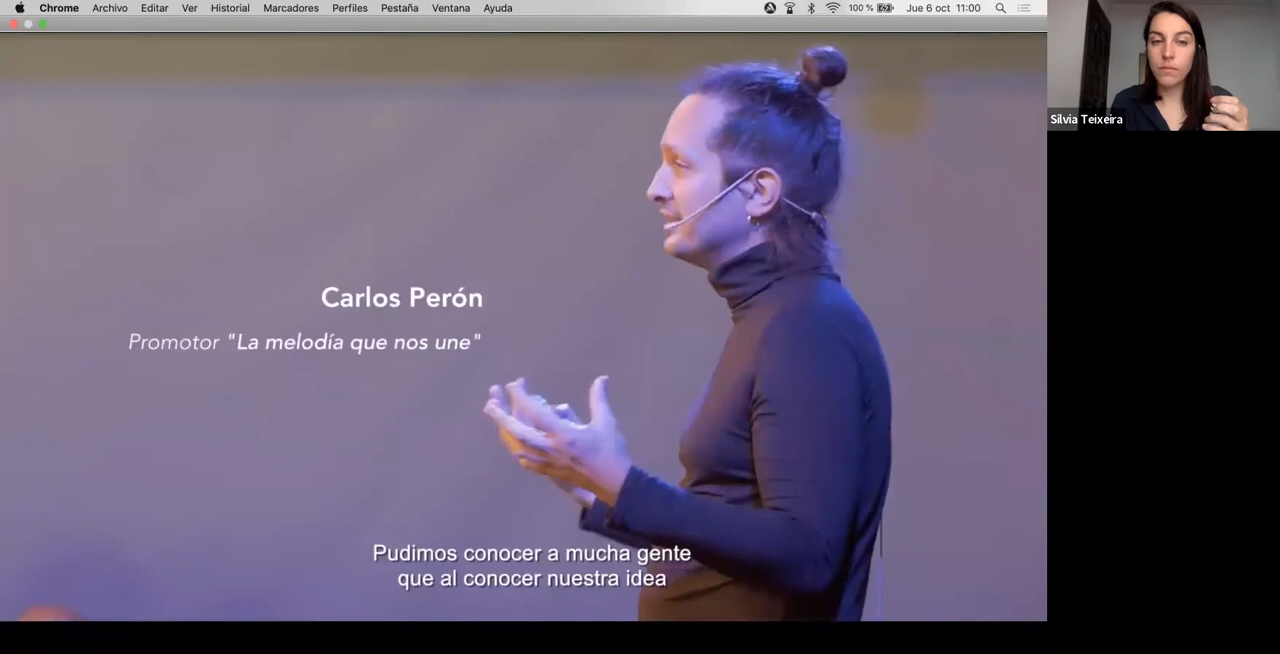 Chrome Archivo Editar Ver Historial Marcadores Perfiles Pestaña Ventana Ayuda 100 % Jue 6 oct 11:00
Silvia Teixeira
Carlos Perón
Promotor "La melodía que nos une"
Pudimos conocer a mucha gente
que al conocer nuestra idea